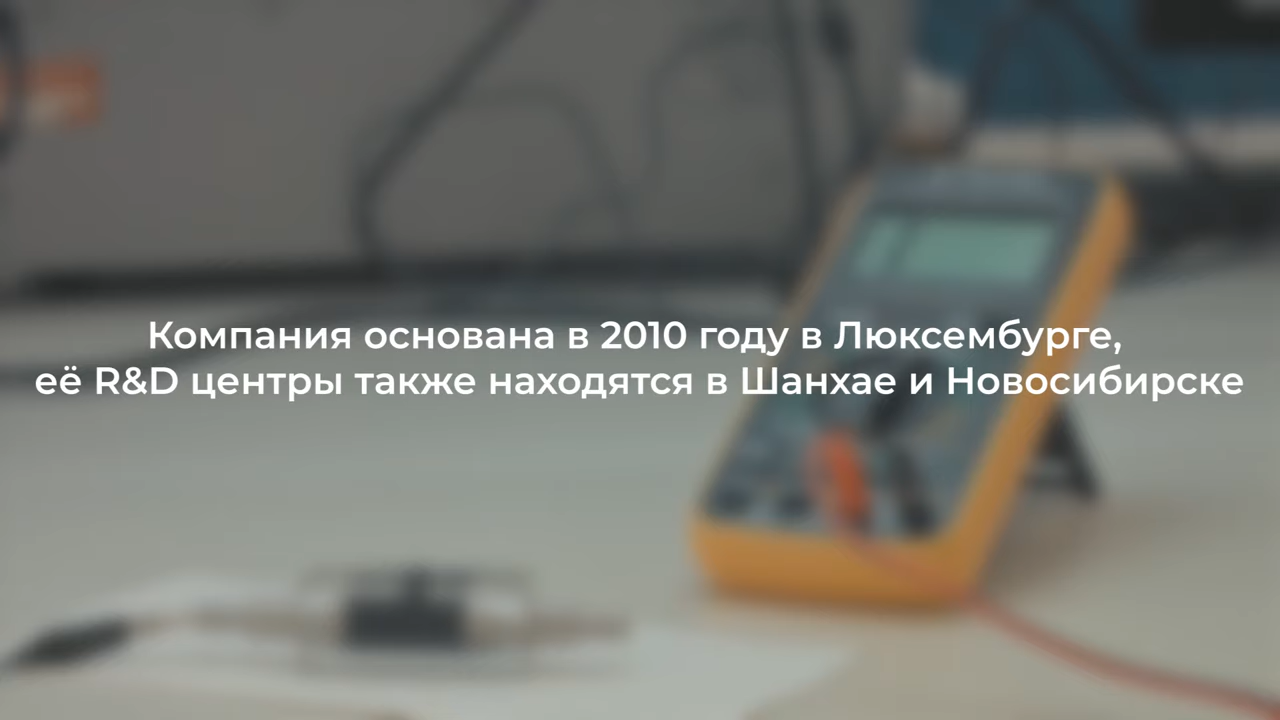 Компания основана в 2010 году в Люксембурге,
её R&D центры также находятся в Шанхае и Новосибирске